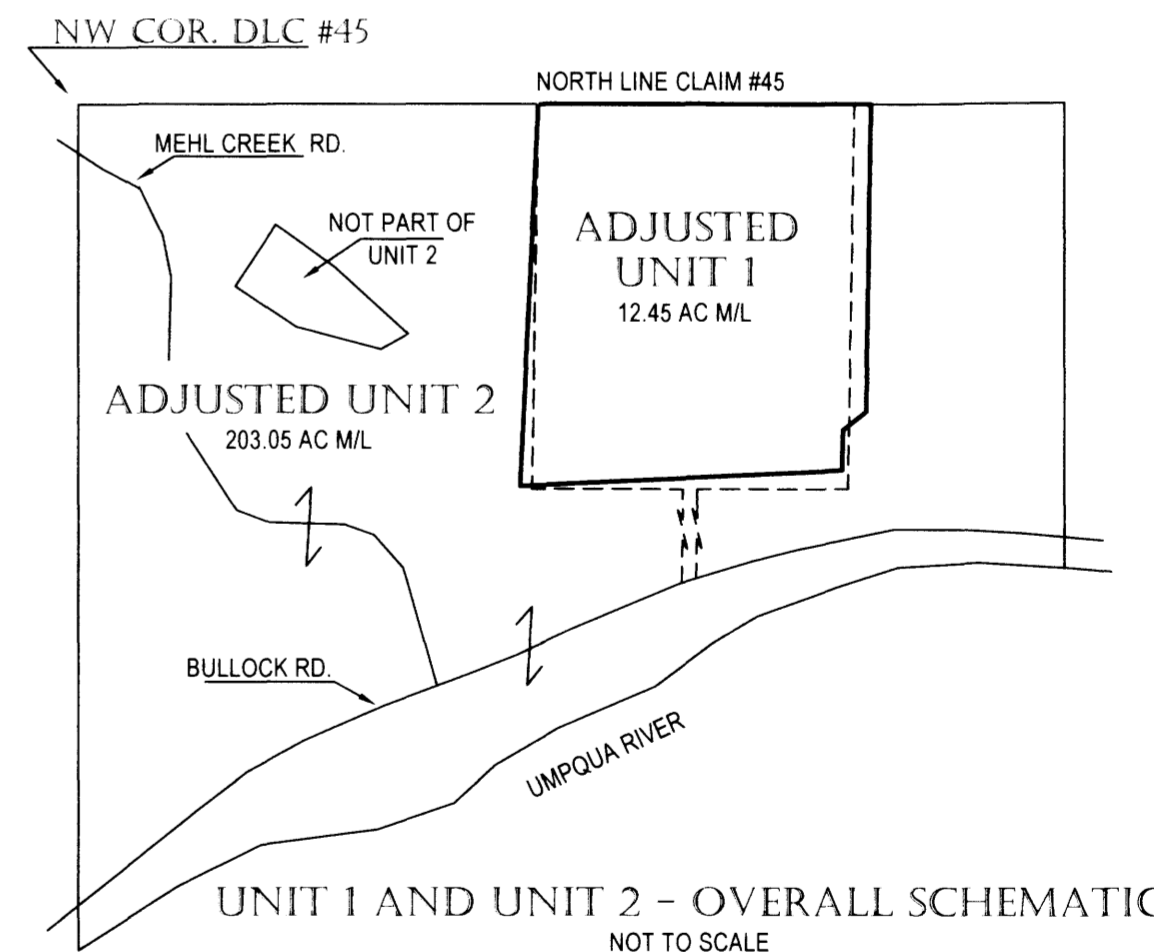 NW COR. DLC #45
NORTH LINE CLAIM #45
MEHL CREEK RD.
NOT PART OF
UNIT 2
ADJUSTED
UNIT 1
12.45 AC M/L
ADJUSTED UNIT 2
203.05 AC M/L
BULLOCK RD.
UMPQUA RIVER
UNIT 1 AND UNIT 2 - OVERALL SCHEMATIC
NOT TO SCALE